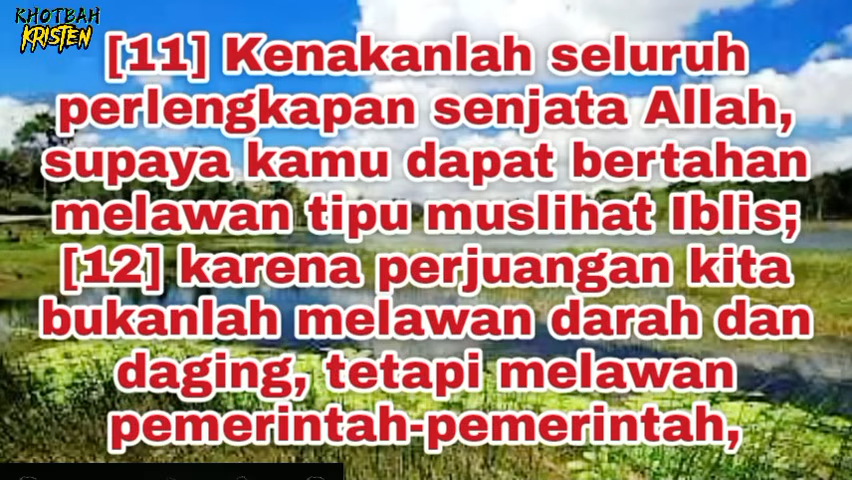 KHOTBAH
KRISTEN
[11] Kenakanlah seluruh
perlengkapan senjata Allah,
supaya kamu dapat bertahan
melawan tipu muslihat Iblis;
[12] karena perjuangan kita
bukanlah melawan darah dan
daging, tetapi melawan
pemerintah-pemerintah,